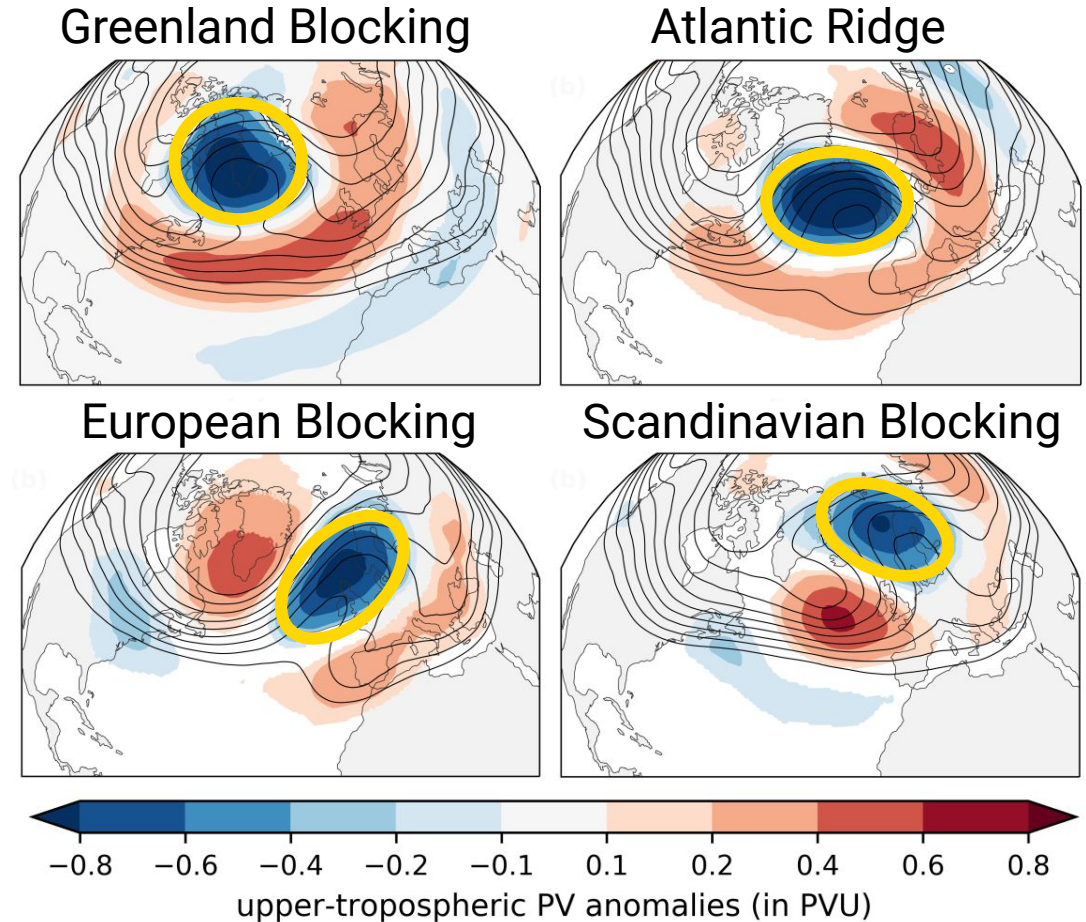 Greenland Blocking
Atlantic Ridge
(b)
European Blocking
Scandinavian Blocking
(b)
(b)
−0.8 −0.6 −0.4 −0.2 −0.1 0.1 0.2 0.4 0.6 0.8
upper-tropospheric PV anomalies (in PVU)